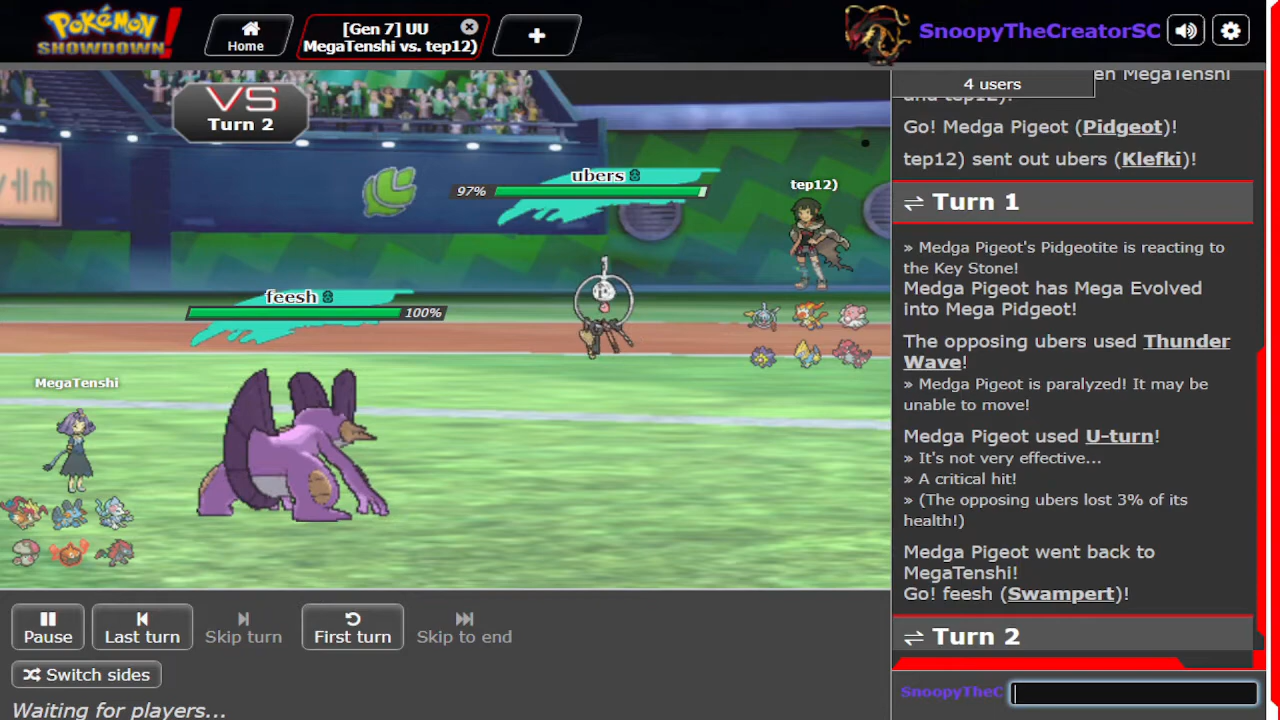 POKéMON
SHOWDOWN!
Home
[Gen 7] UU
MegaTenshi vs. tep12)
+
SnoopyTheCreatorSC
VS
Turn 2
ubers
97%
tep12)
feesh
100%
MegaTenshi
4 users
en MegaTenshi
and tep12)!
Go! Medga Pigeot (Pidgeot)!
tep12) sent out ubers (Klefki)!
Turn 1
» Medga Pigeot's Pidgeotite is reacting to
the Key Stone!
Medga Pigeot has Mega Evolved
into Mega Pidgeot!
The opposing ubers used Thunder
Wave!
» Medga Pigeot is paralyzed! It may be
unable to move!
Medga Pigeot used U-turn!
» It's not very effective...
» A critical hit!
» (The opposing ubers lost 3% of its
health!)
Medga Pigeot went back to
MegaTenshi!
Go! feesh (Swampert)!
Turn 2
SnoopyTheC
Pause
Last turn
Skip turn
First turn
Skip to end
Switch sides
Waiting for players...